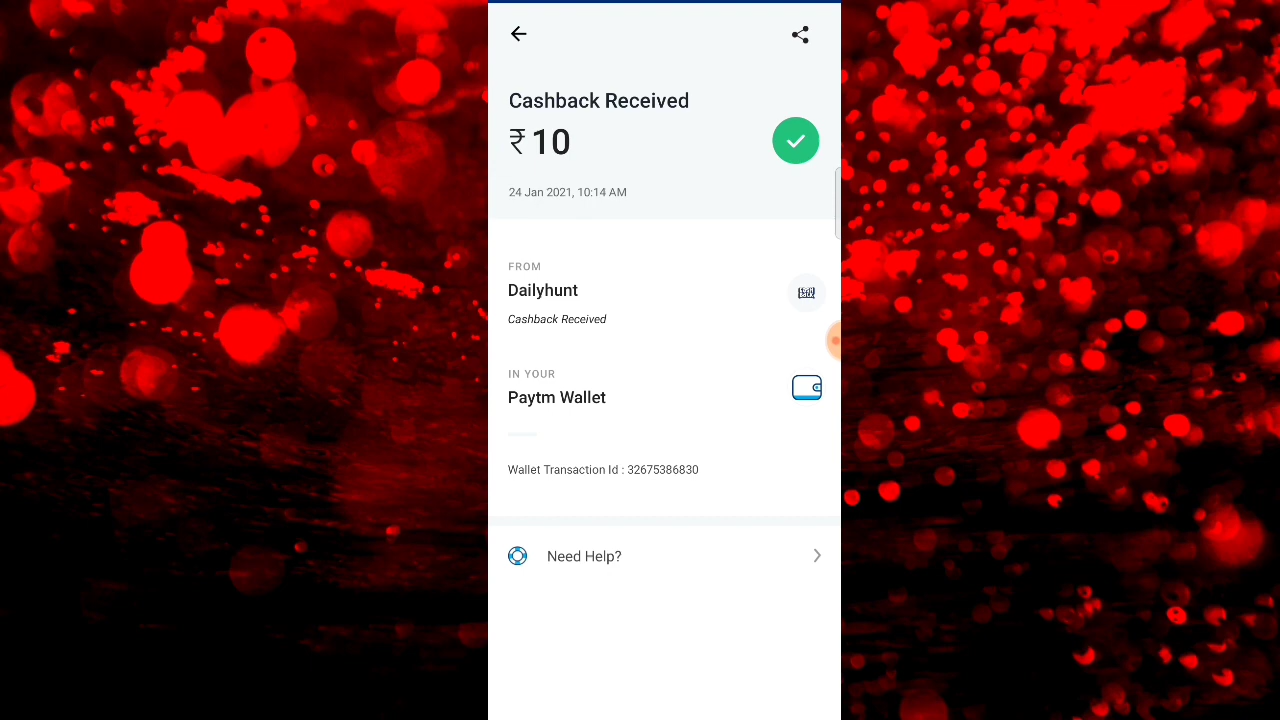 Cashback Received
₹ 10
24 Jan 2021, 10:14 AM
FROM
Dailyhunt
Cashback Received
IN YOUR
Paytm Wallet
Wallet Transaction Id : 32675386830
Need Help?